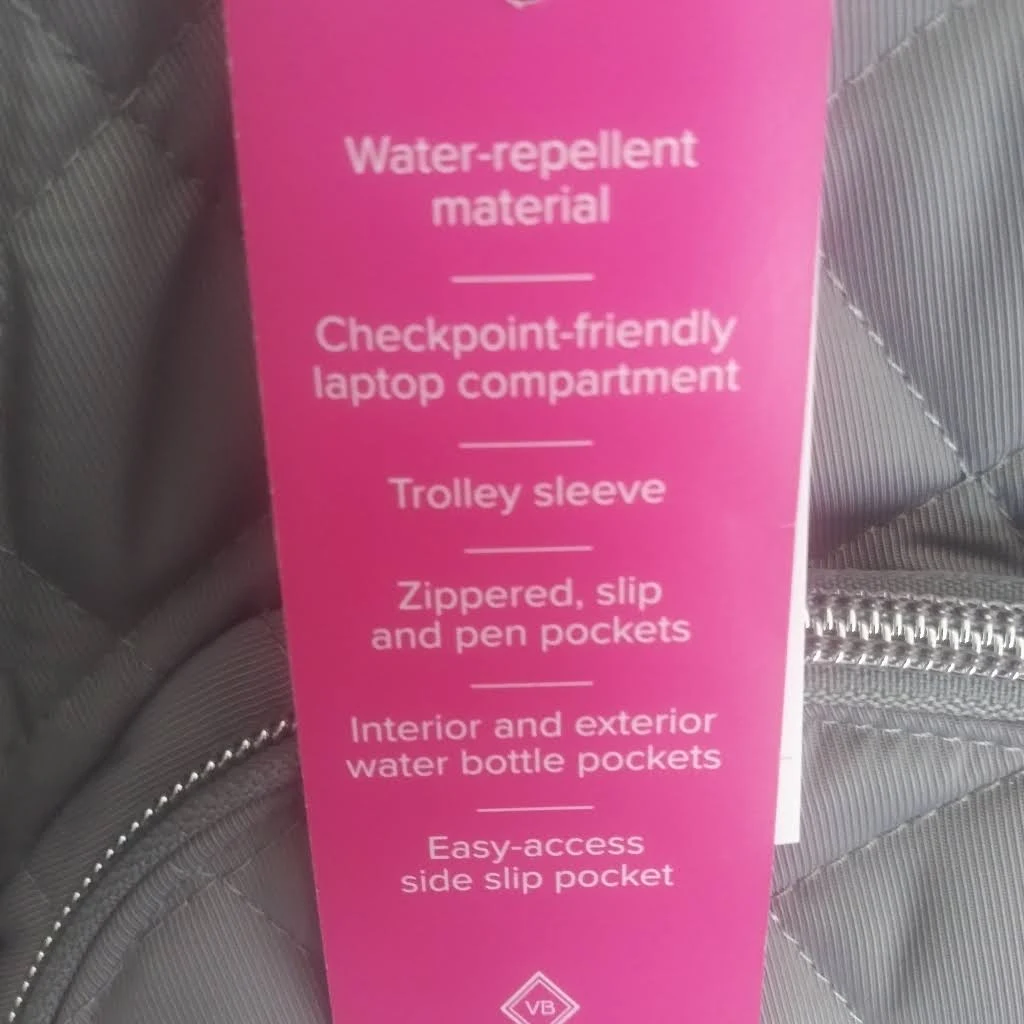 Water-repellent
material
Checkpoint-friendly
laptop compartment
Trolley sleeve
Zippered, slip
and pen pockets
Interior and exterior
water bottle pockets
Easy-access
side slip pocket
VB